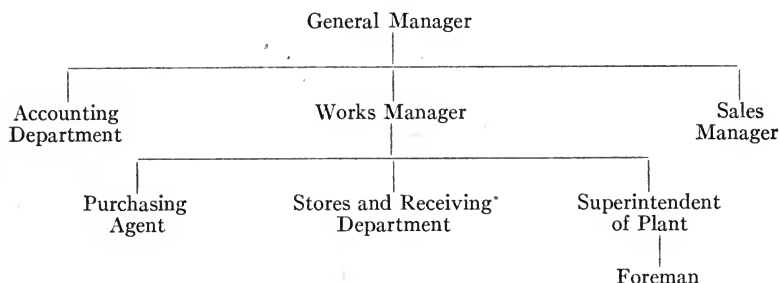 General Manager
Accounting
Department
Works Manager
Sales
Manager
Purchasing
Agent
Stores and Receiving
Department
Superintendent
of Plant
Foreman